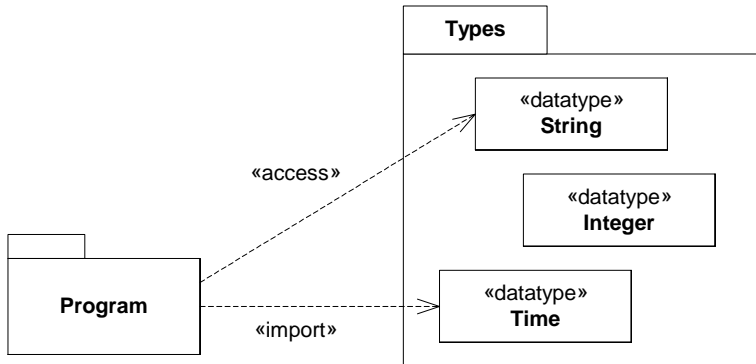 Types
«datatype»
String
«access»
«datatype»
Integer
Program
«datatype»
Time
«import»